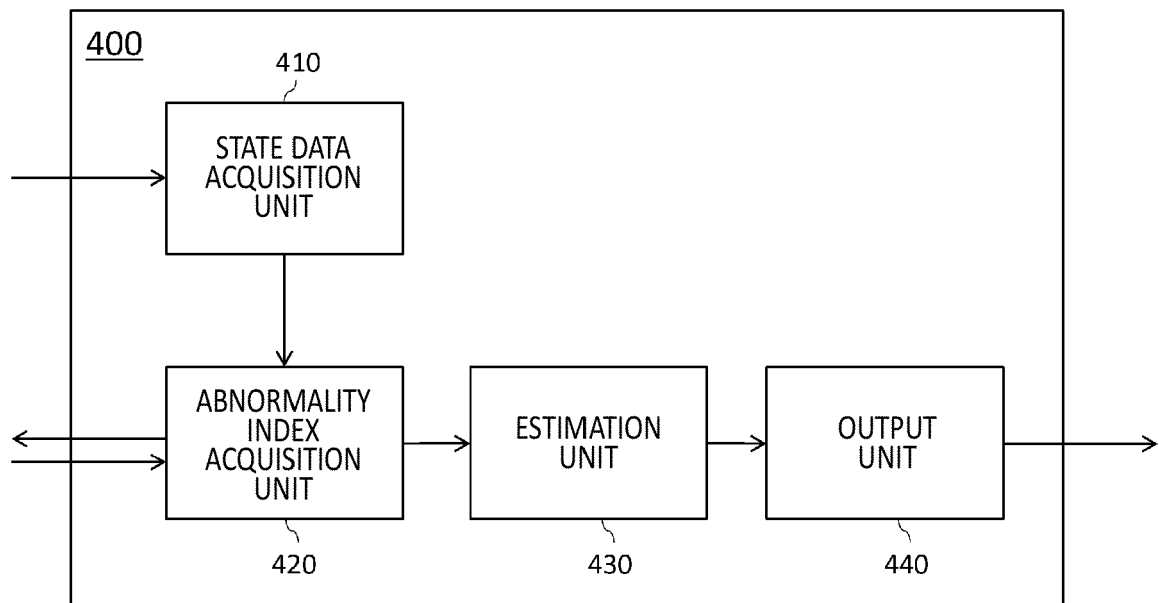 400
410
STATE DATA
ACQUISITION
UNIT
ABNORMALITY
INDEX
ACQUISITION
UNIT
ESTIMATION
UNIT
OUTPUT
UNIT
420
430
440